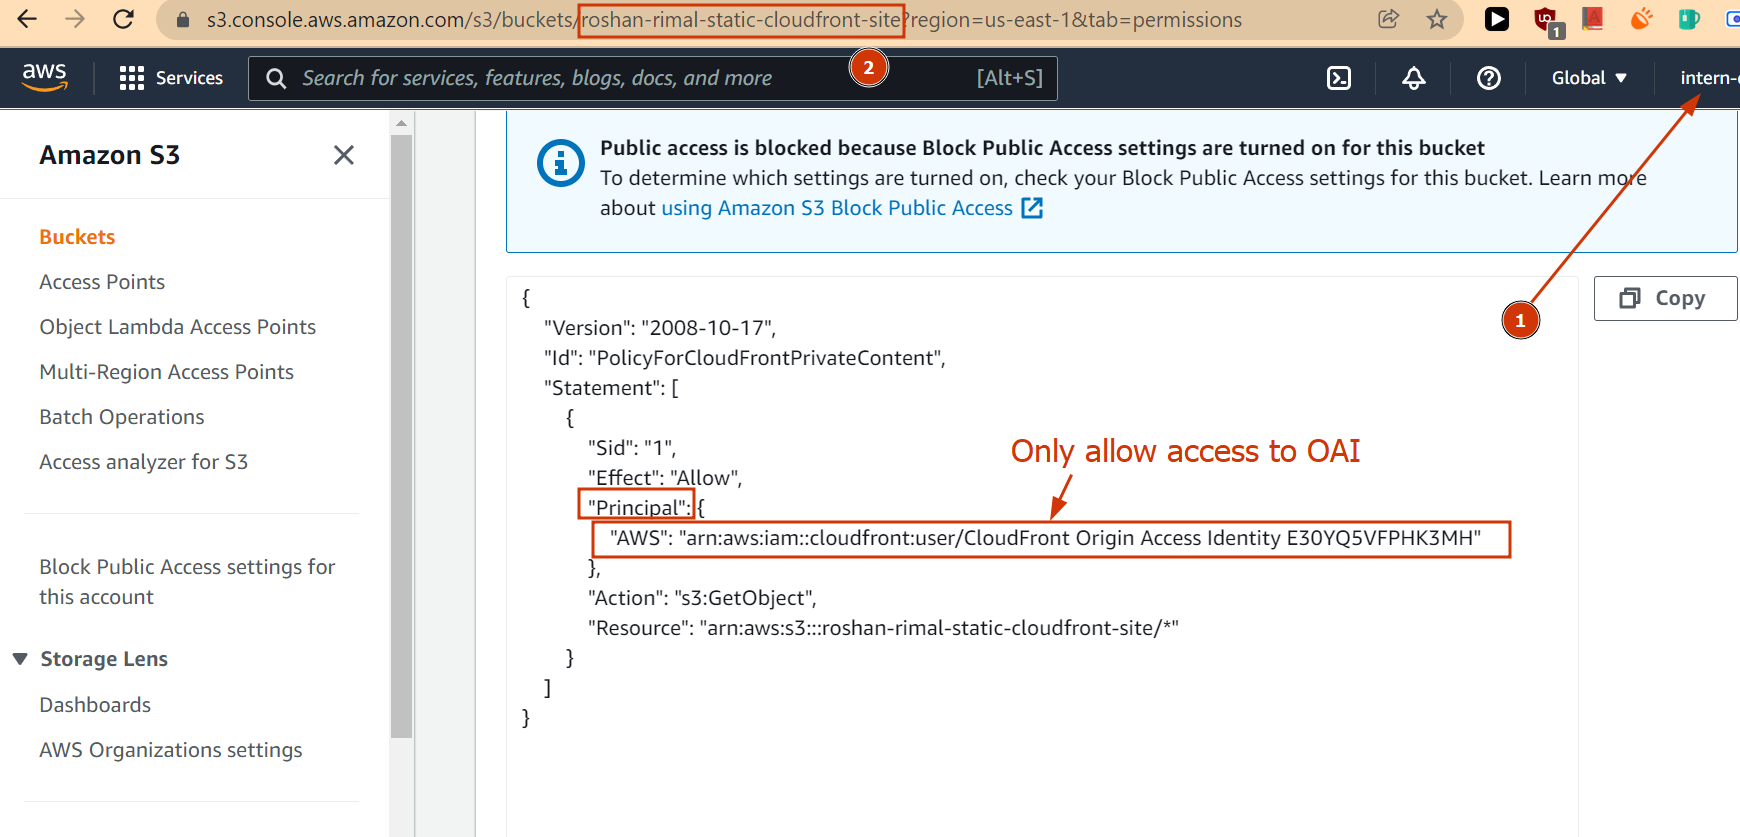 s3.console.aws.amazon.com/s3/buckets/roshan-rimal-static-cloudfront-site?region=us-east-1&tab=permissions
1
aws
Services
Search for services, features, blogs, docs, and more
[Alt+S]
2
Global
intern-
Amazon S3
Buckets
Access Points
Object Lambda Access Points
Multi-Region Access Points
Batch Operations
Access analyzer for S3
Block Public Access settings for
this account
Storage Lens
Dashboards
AWS Organizations settings
Public access is blocked because Block Public Access settings are turned on for this bucket
To determine which settings are turned on, check your Block Public Access settings for this bucket. Learn more
about using Amazon S3 Block Public Access
1
Copy
{
"Version": "2008-10-17",
"Id": "PolicyForCloudFrontPrivateContent",
"Statement": [
{
"Sid": "1",
"Effect": "Allow",
"Principal": {
"AWS": "arn:aws:iam::cloudfront:user/CloudFront Origin Access Identity E30YQ5VFPHK3MH"
},
"Action": "s3:GetObject",
"Resource": "arn:aws:s3:::roshan-rimal-static-cloudfront-site/*"
}
]
}
Only allow access to OAI